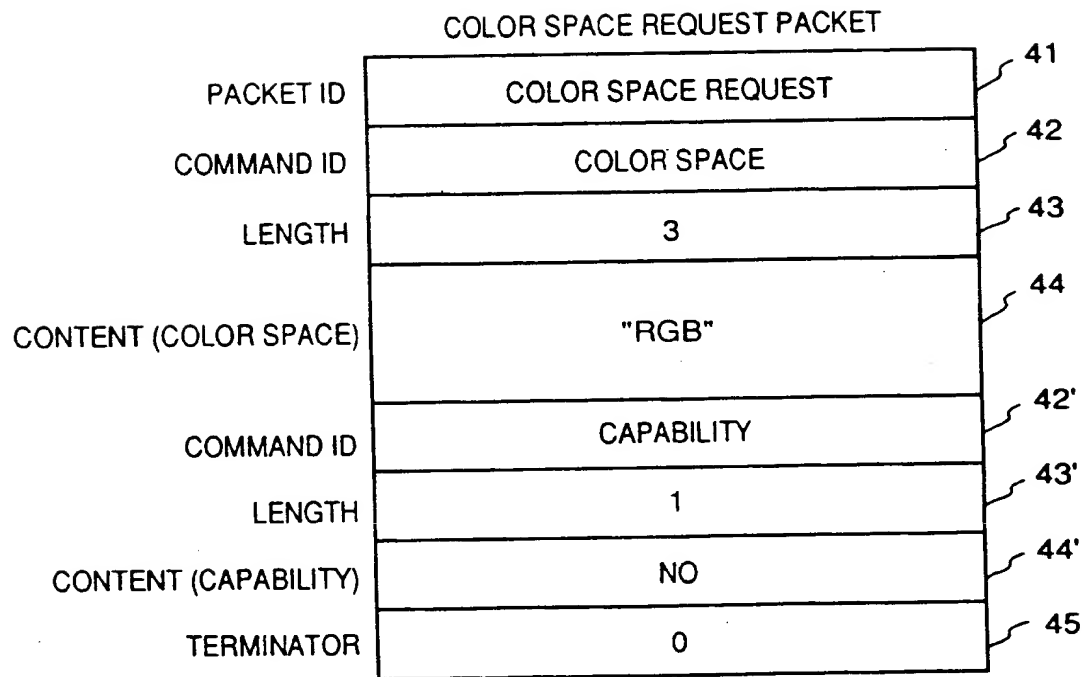 COLOR SPACE REQUEST PACKET
PACKET ID COLOR SPACE REQUEST 41
COMMAND ID COLOR SPACE 42
LENGTH 3 43
CONTENT (COLOR SPACE) "RGB" 44
COMMAND ID CAPABILITY 42'
LENGTH 1 43'
CONTENT (CAPABILITY) NO 44'
TERMINATOR 0 45